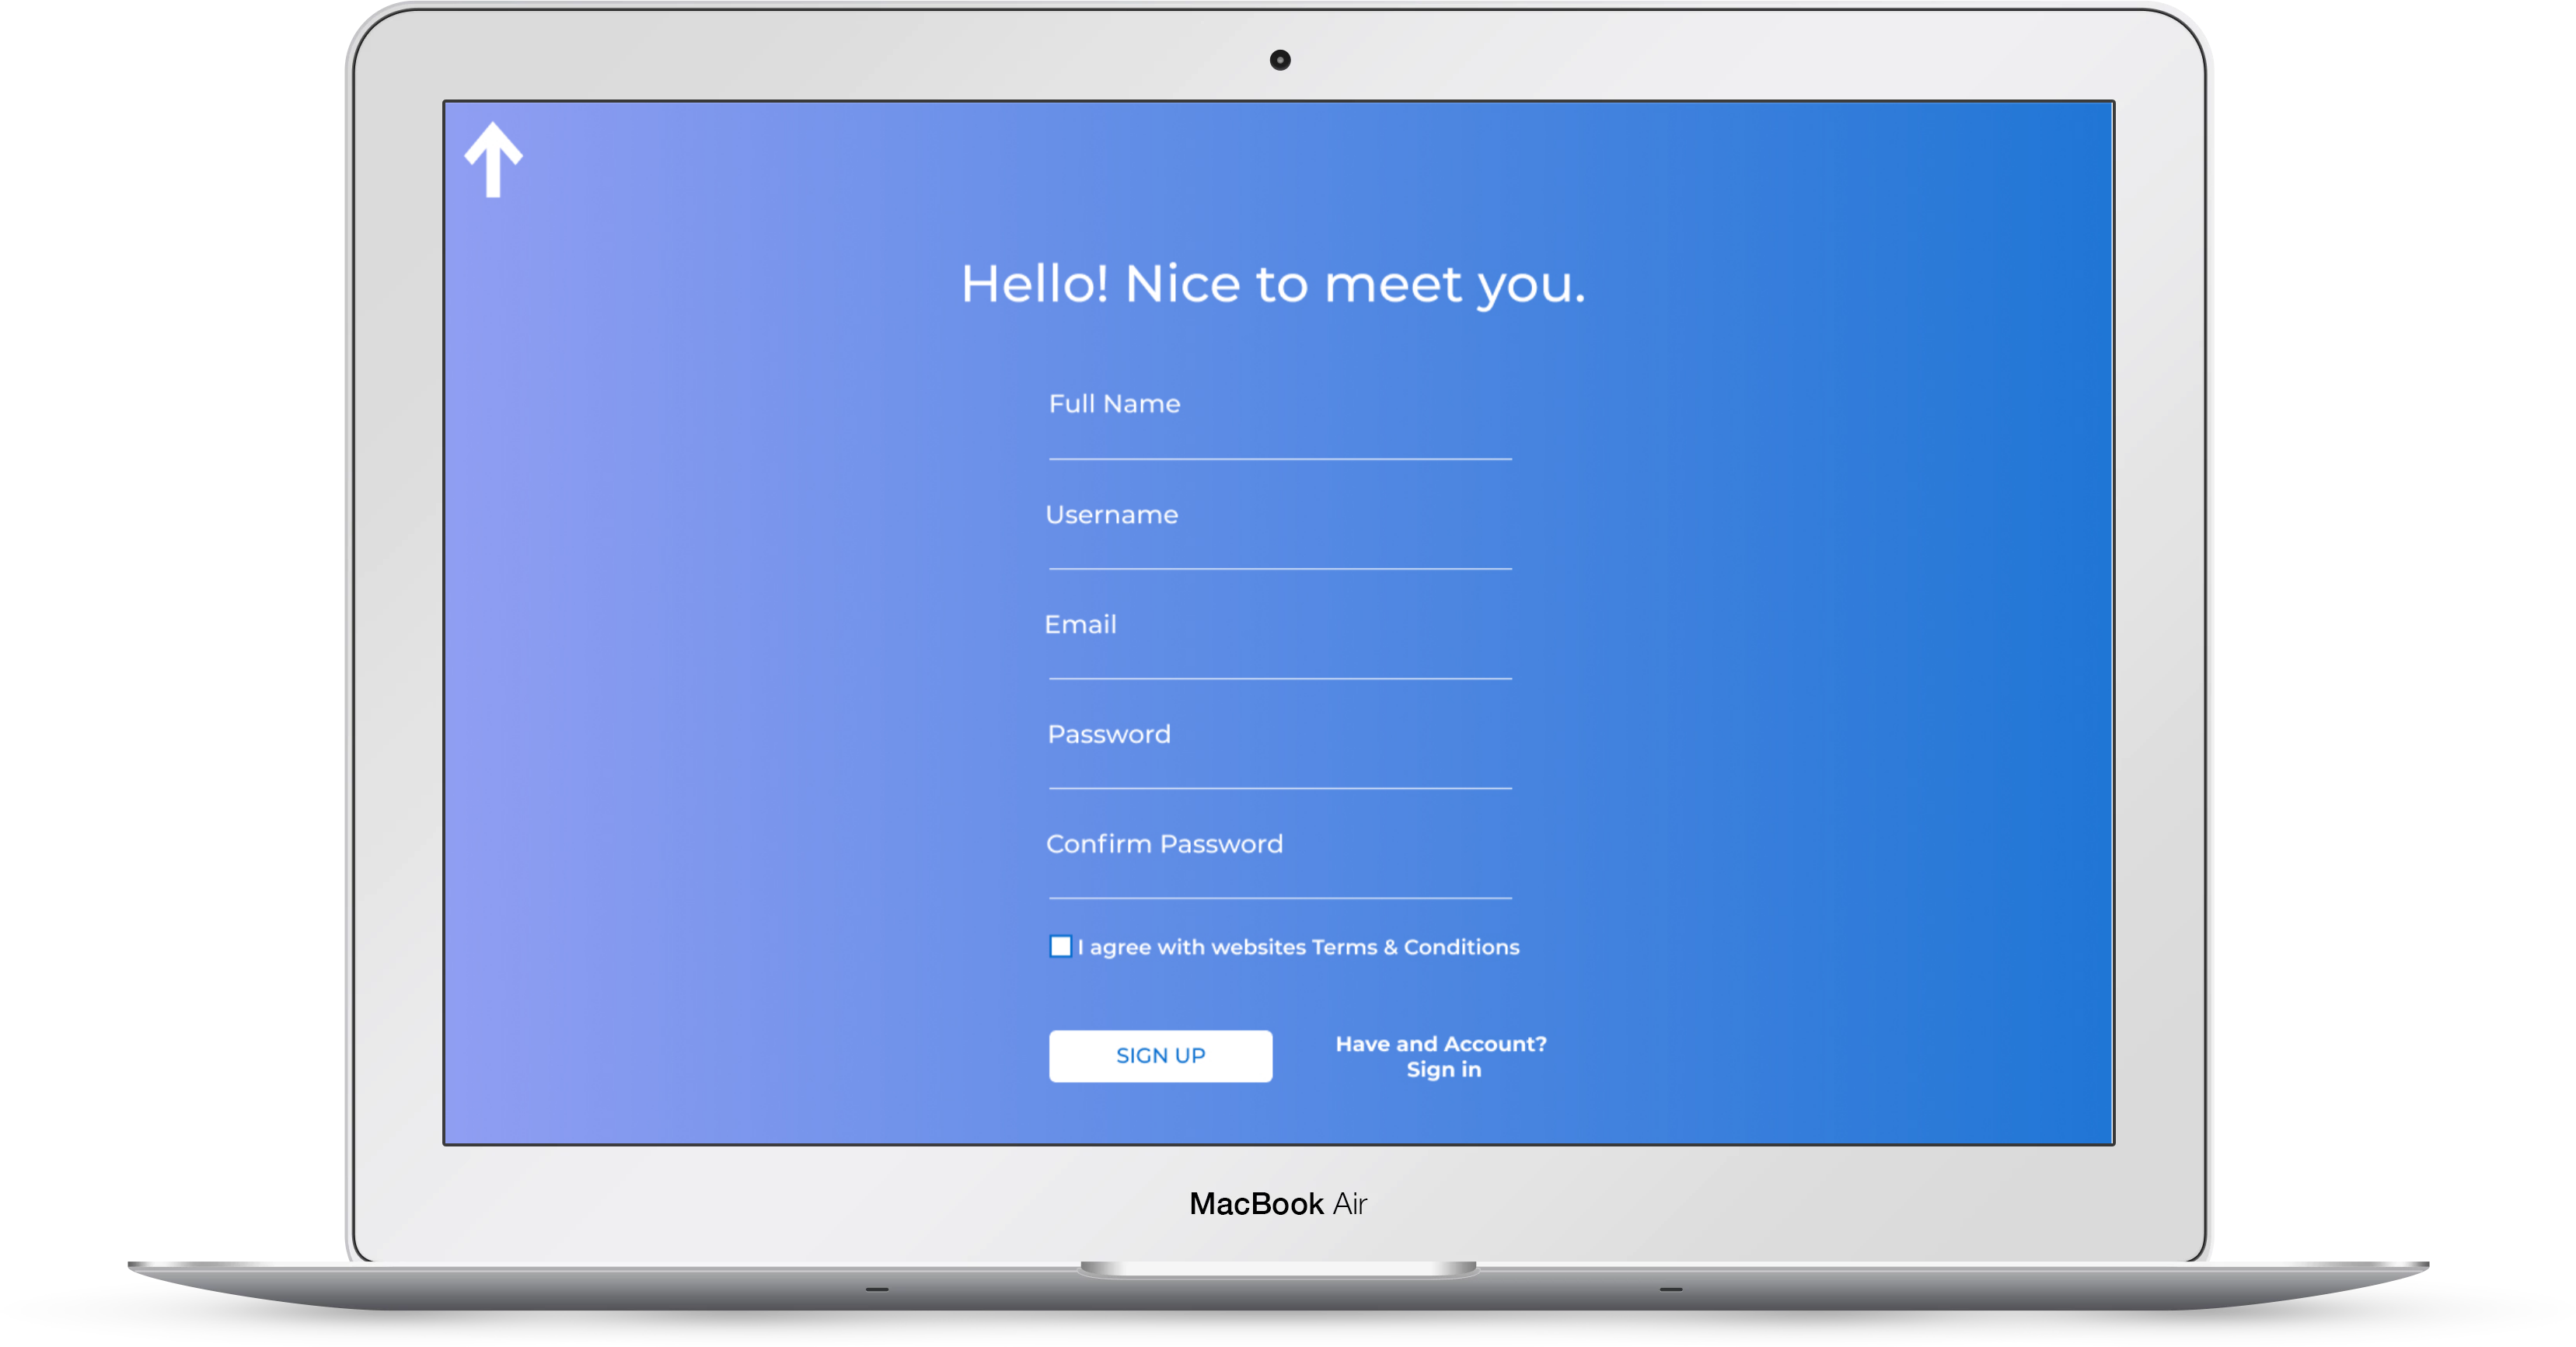 Hello! Nice to meet you.
Full Name
Username
Email
Password
Confirm Password
I agree with websites Terms & Conditions
SIGN UP
Have and Account?
Sign in
MacBook Air